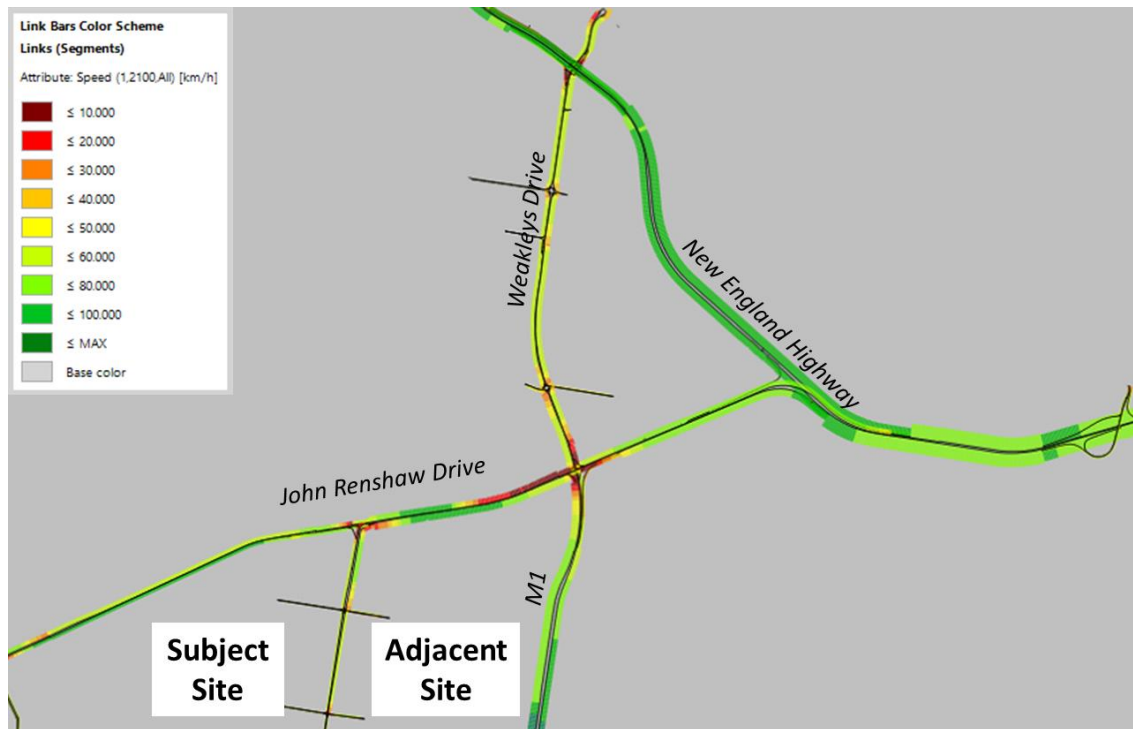 Link Bars Color Scheme
Links (Segments)
Attribute: Speed (1,2100,All) [km/h]
≤ 10.000
≤ 20.000
≤ 30.000
≤ 40.000
≤ 50.000
≤ 60.000
≤ 80.000
≤ 100.000
≤ MAX
Base color
Weakleys Drive
New England Highway
John Renshaw Drive
M1
Subject
Site
Adjacent
Site